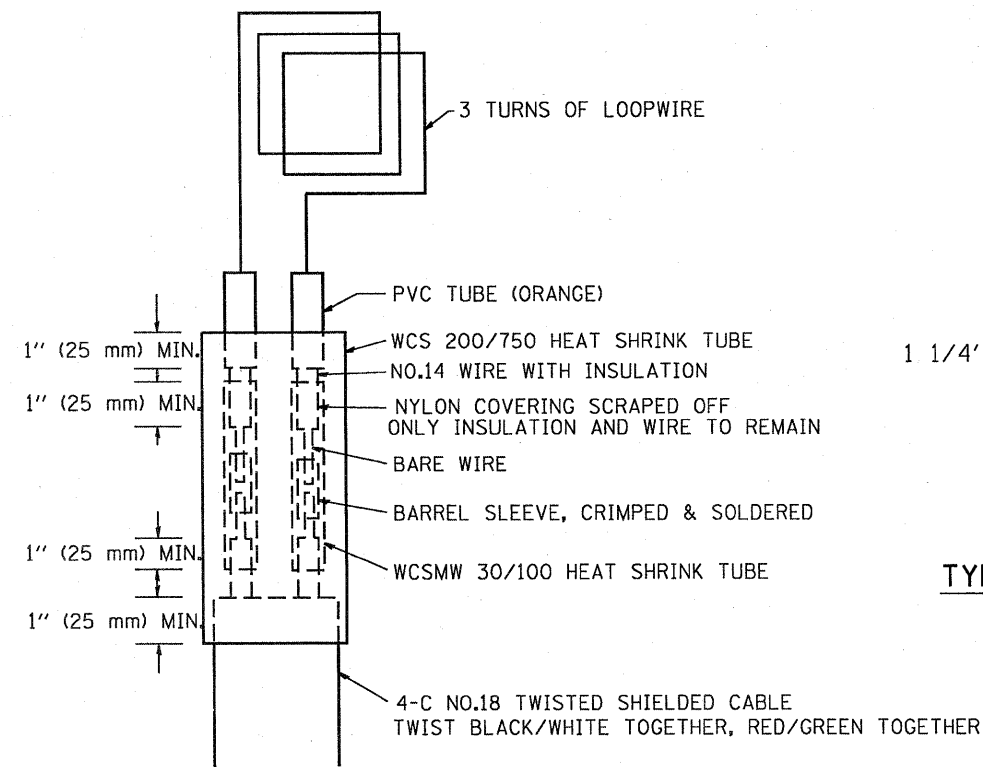 3 TURNS OF LOOPWIRE
PVC TUBE (ORANGE)
WCS 200/750 HEAT SHRINK TUBE
1" (25 mm) MIN.
1 1/4'
NO.14 WIRE WITH INSULATION
1" (25 mm) MIN.
NYLON COVERING SCRAPED OFF
ONLY INSULATION AND WIRE TO REMAIN
BARE WIRE
BARREL SLEEVE, CRIMPED & SOLDERED
1" (25 mm) MIN.
WCSMW 30/100 HEAT SHRINK TUBE
TY
1" (25 mm) MIN.
4-C NO.18 TWISTED SHIELDED CABLE
TWIST BLACK/WHITE TOGETHER, RED/GREEN TOGETHER